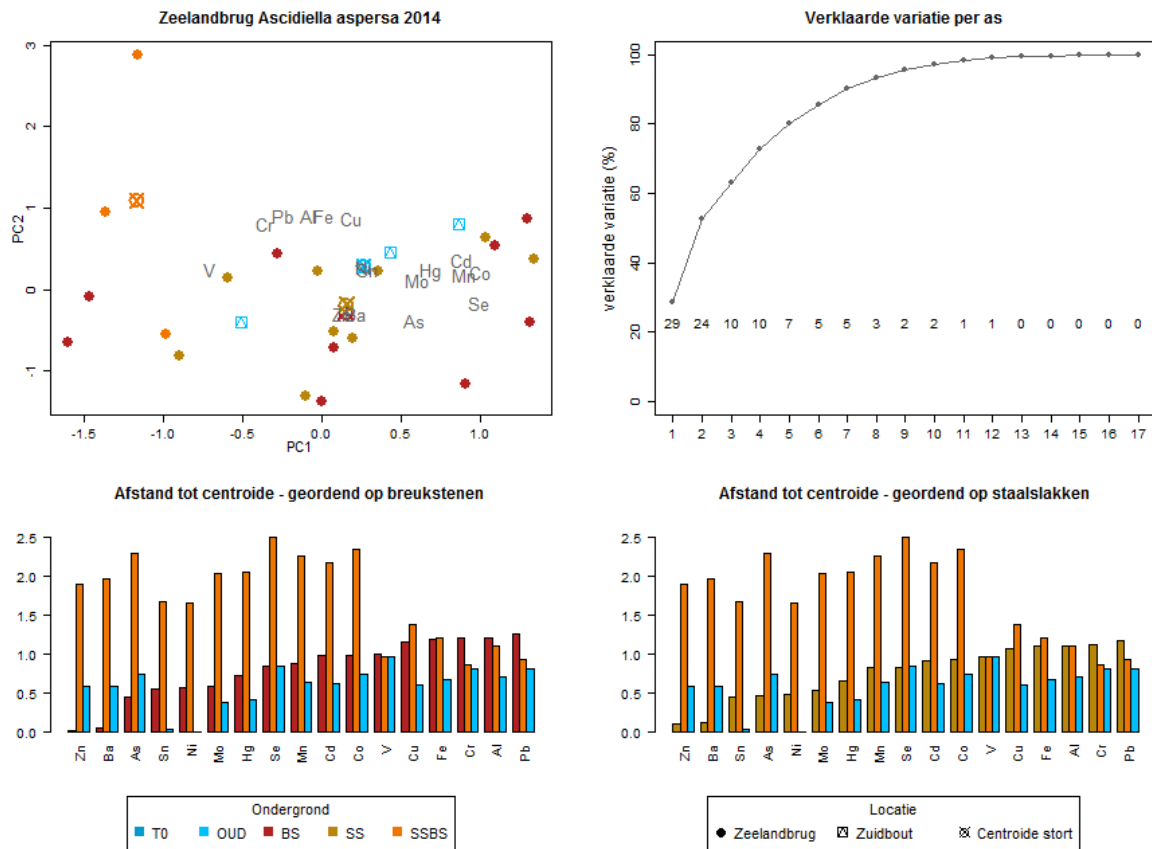 Zeelandbrug Ascidiella aspersa 2014
3
2
1
0
-1
PC2
Cr
Pb
Al
Fe
Cu
V
Mo
Hg
Cd
Mn
Co
Se
As
Ba
-1.5
-1.0
-0.5
0.0
0.5
1.0
PC1
Verklaarde variatie per as
verklaarde variatie (%)
100
80
60
40
20
0
29 24 10 10 7 5 5 3 2 2 1 1 0 0 0 0 0
1 2 3 4 5 6 7 8 9 10 11 12 13 14 15 16 17
Afstand tot centroide - geordend op breukstenen
2.5
2.0
1.5
1.0
0.5
0.0
Zn Ba As Sn Ni Mo Hg Se Mn Cd Co V Cu Fe Cr Al Pb
Afstand tot centroide - geordend op staalslakken
2.5
2.0
1.5
1.0
0.5
0.0
Zn Ba Sn As Ni Mo Hg Mn Se Cd Co V Cu Fe Al Cr Pb
Ondergrond
T0 OUD BS SS SSBS
Locatie
Zeelandbrug Zuidbout Centroide stort